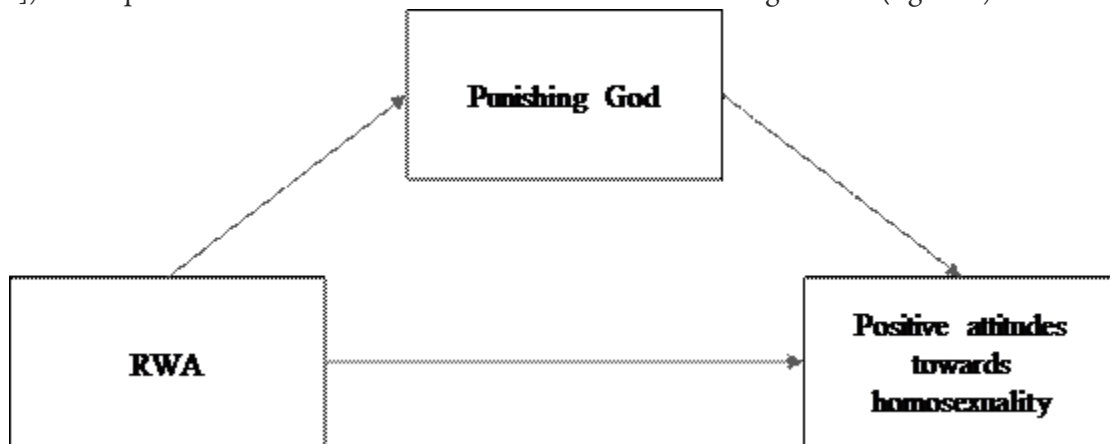 Punishing God
RWA
Positive attitudes
towards
homosexuality